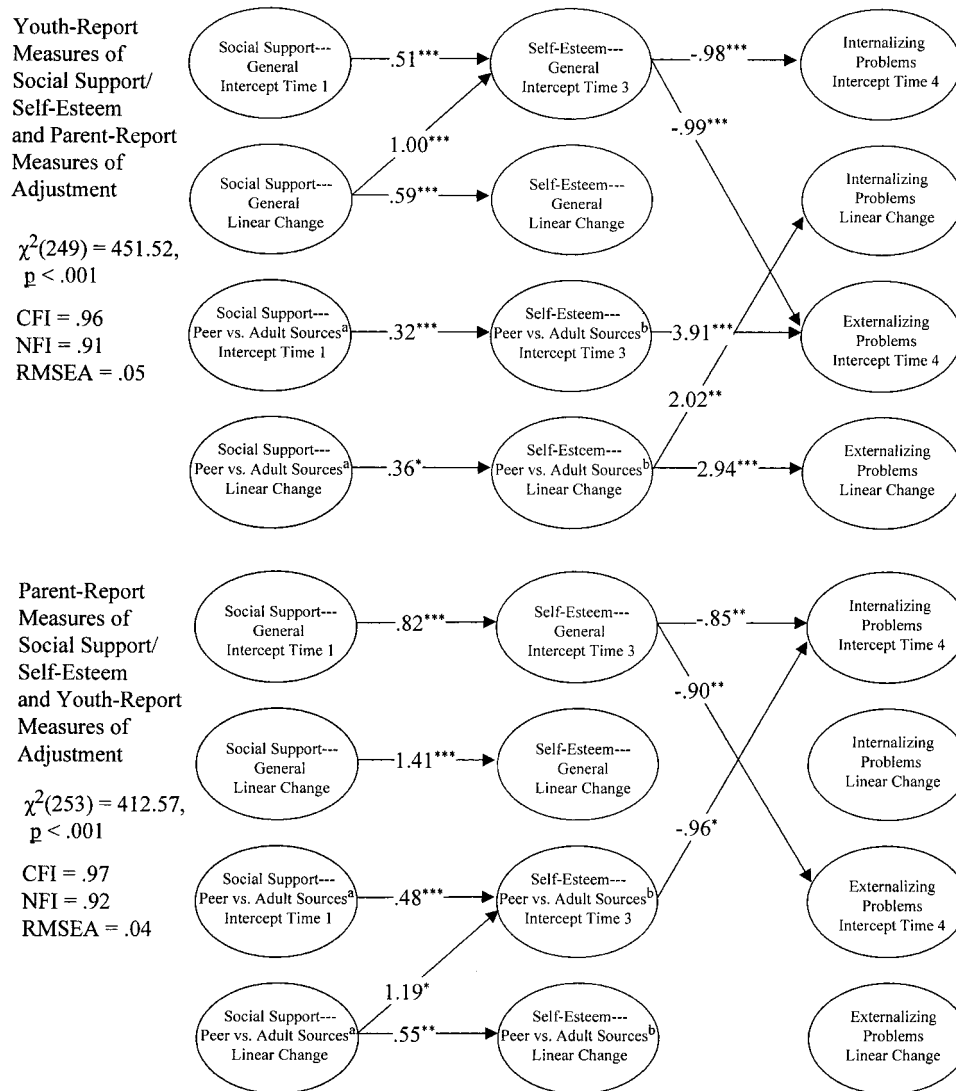 Youth-Report
Measures of
Social Support/
Self-Esteem
and Parent-Report
Measures of
Adjustment
χ²(249) = 451.52,
p < .001
CFI = .96
NFI = .91
RMSEA = .05
Social Support---
General
Intercept Time 1
.51***
Self-Esteem---
General
Intercept Time 3
-.98***
Internalizing
Problems
Intercept Time 4
-.99***
1.00***
Social Support---
General
Linear Change
.59***
Self-Esteem---
General
Linear Change
Internalizing
Problems
Linear Change
Social Support---
Peer vs. Adult Sources a
Intercept Time 1
.32***
Self-Esteem---
Peer vs. Adult Sources b
Intercept Time 3
3.91***
Externalizing
Problems
Intercept Time 4
2.02**
Social Support---
Peer vs. Adult Sources a
Linear Change
.36*
Self-Esteem---
Peer vs. Adult Sources b
Linear Change
2.94***
Externalizing
Problems
Linear Change
Parent-Report
Measures of
Social Support/
Self-Esteem
and Youth-Report
Measures of
Adjustment
χ²(253) = 412.57,
p < .001
CFI = .97
NFI = .92
RMSEA = .04
Social Support---
General
Intercept Time 1
.82***
Self-Esteem---
General
Intercept Time 3
-.85**
Internalizing
Problems
Intercept Time 4
-.90**
Social Support---
General
Linear Change
1.41***
Self-Esteem---
General
Linear Change
Internalizing
Problems
Linear Change
-.96*
Social Support---
Peer vs. Adult Sources a
Intercept Time 1
.48***
Self-Esteem---
Peer vs. Adult Sources b
Intercept Time 3
Externalizing
Problems
Intercept Time 4
1.19*
Social Support---
Peer vs. Adult Sources a
Linear Change
.55**
Self-Esteem---
Peer vs. Adult Sources b
Linear Change
Externalizing
Problems
Linear Change